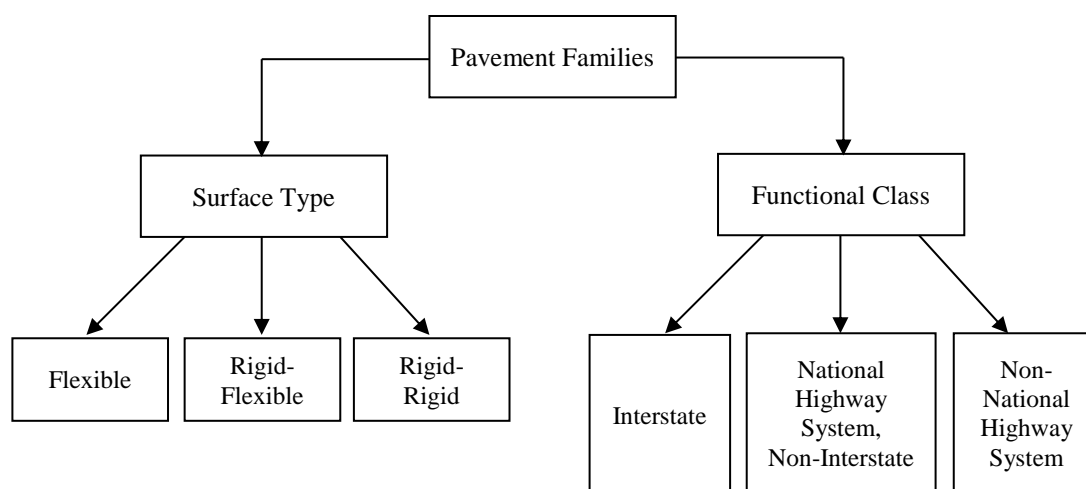 Pavement Families
Surface Type
Functional Class
Flexible
Rigid-
Flexible
Rigid-
Rigid
Interstate
National
Highway
System,
Non-Interstate
Non-
National
Highway
System